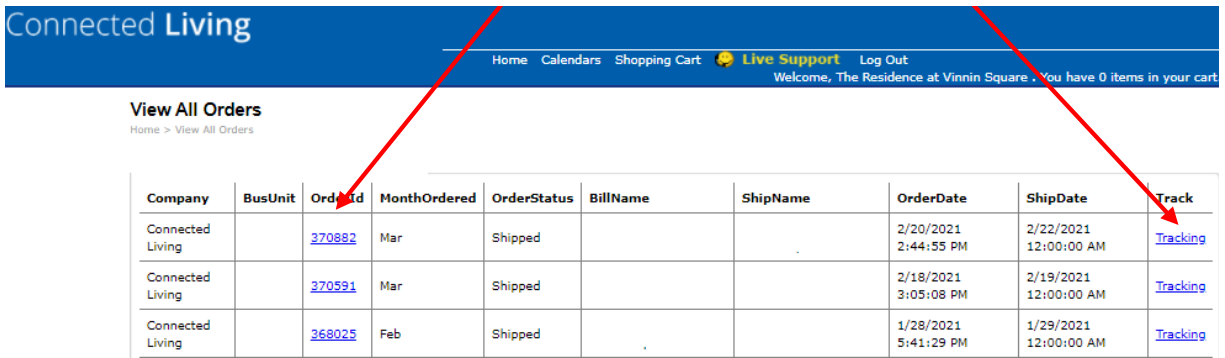 Connected Living
Home Calendars Shopping Cart Live Support Log Out
Welcome, The Residence at Vinnin Square . You have 0 items in your cart
View All Orders
Home > View All Orders
Company BusUnit OrderId MonthOrdered OrderStatus BillName ShipName OrderDate ShipDate Track
Connected Living 370882 Mar Shipped 2/20/2021 2:44:55 PM 2/22/2021 12:00:00 AM Tracking
Connected Living 370591 Mar Shipped 2/18/2021 3:05:08 PM 2/19/2021 12:00:00 AM Tracking
Connected Living 368025 Feb Shipped 1/28/2021 5:41:29 PM 1/29/2021 12:00:00 AM Tracking